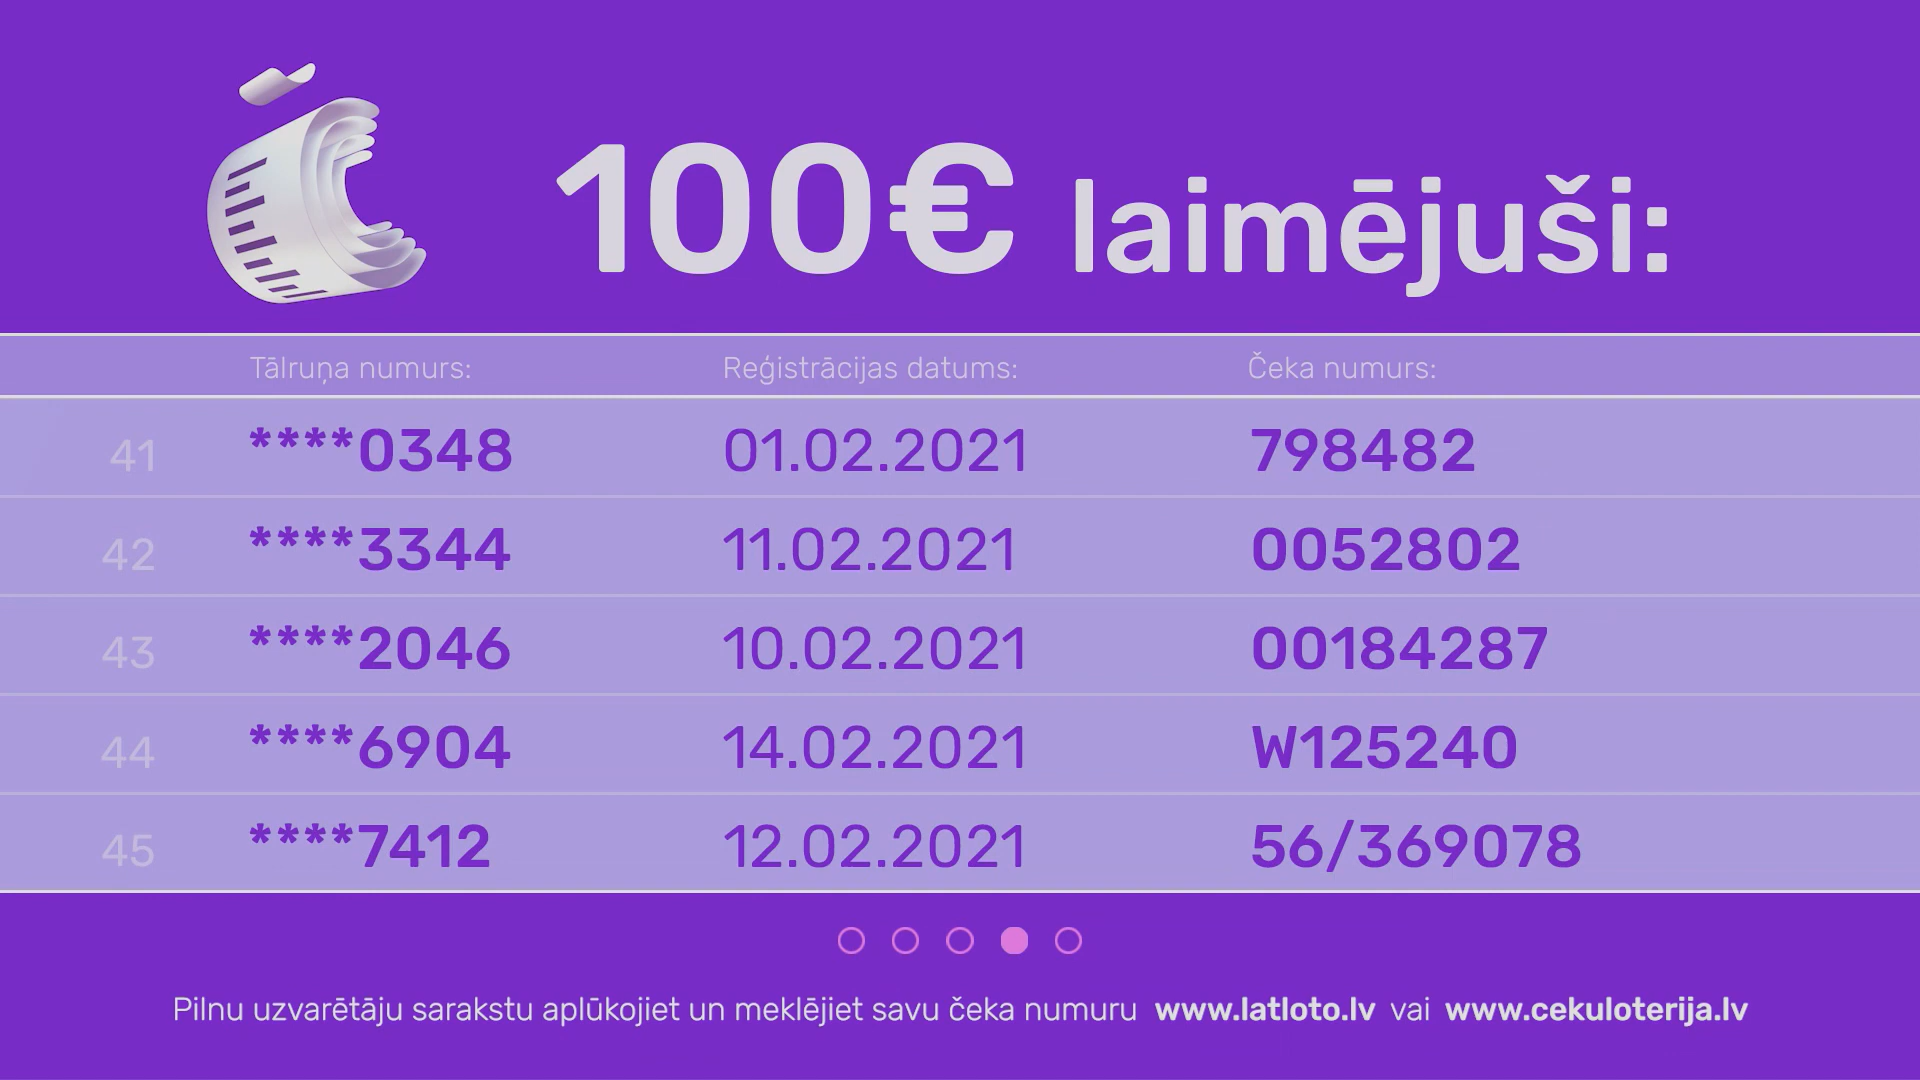 100€ laimējuši:
Tālruņa numurs: Reģistrācijas datums: Čeka numurs:
41 ****0348 01.02.2021 798482
42 ****3344 11.02.2021 0052802
43 ****2046 10.02.2021 00184287
44 ****6904 14.02.2021 W125240
45 ****7412 12.02.2021 56/369078
Pilnu uzvarētāju sarakstu aplūkojiet un meklējiet savu čeka numuru www.latloto.lv vai www.cekuloterija.lv